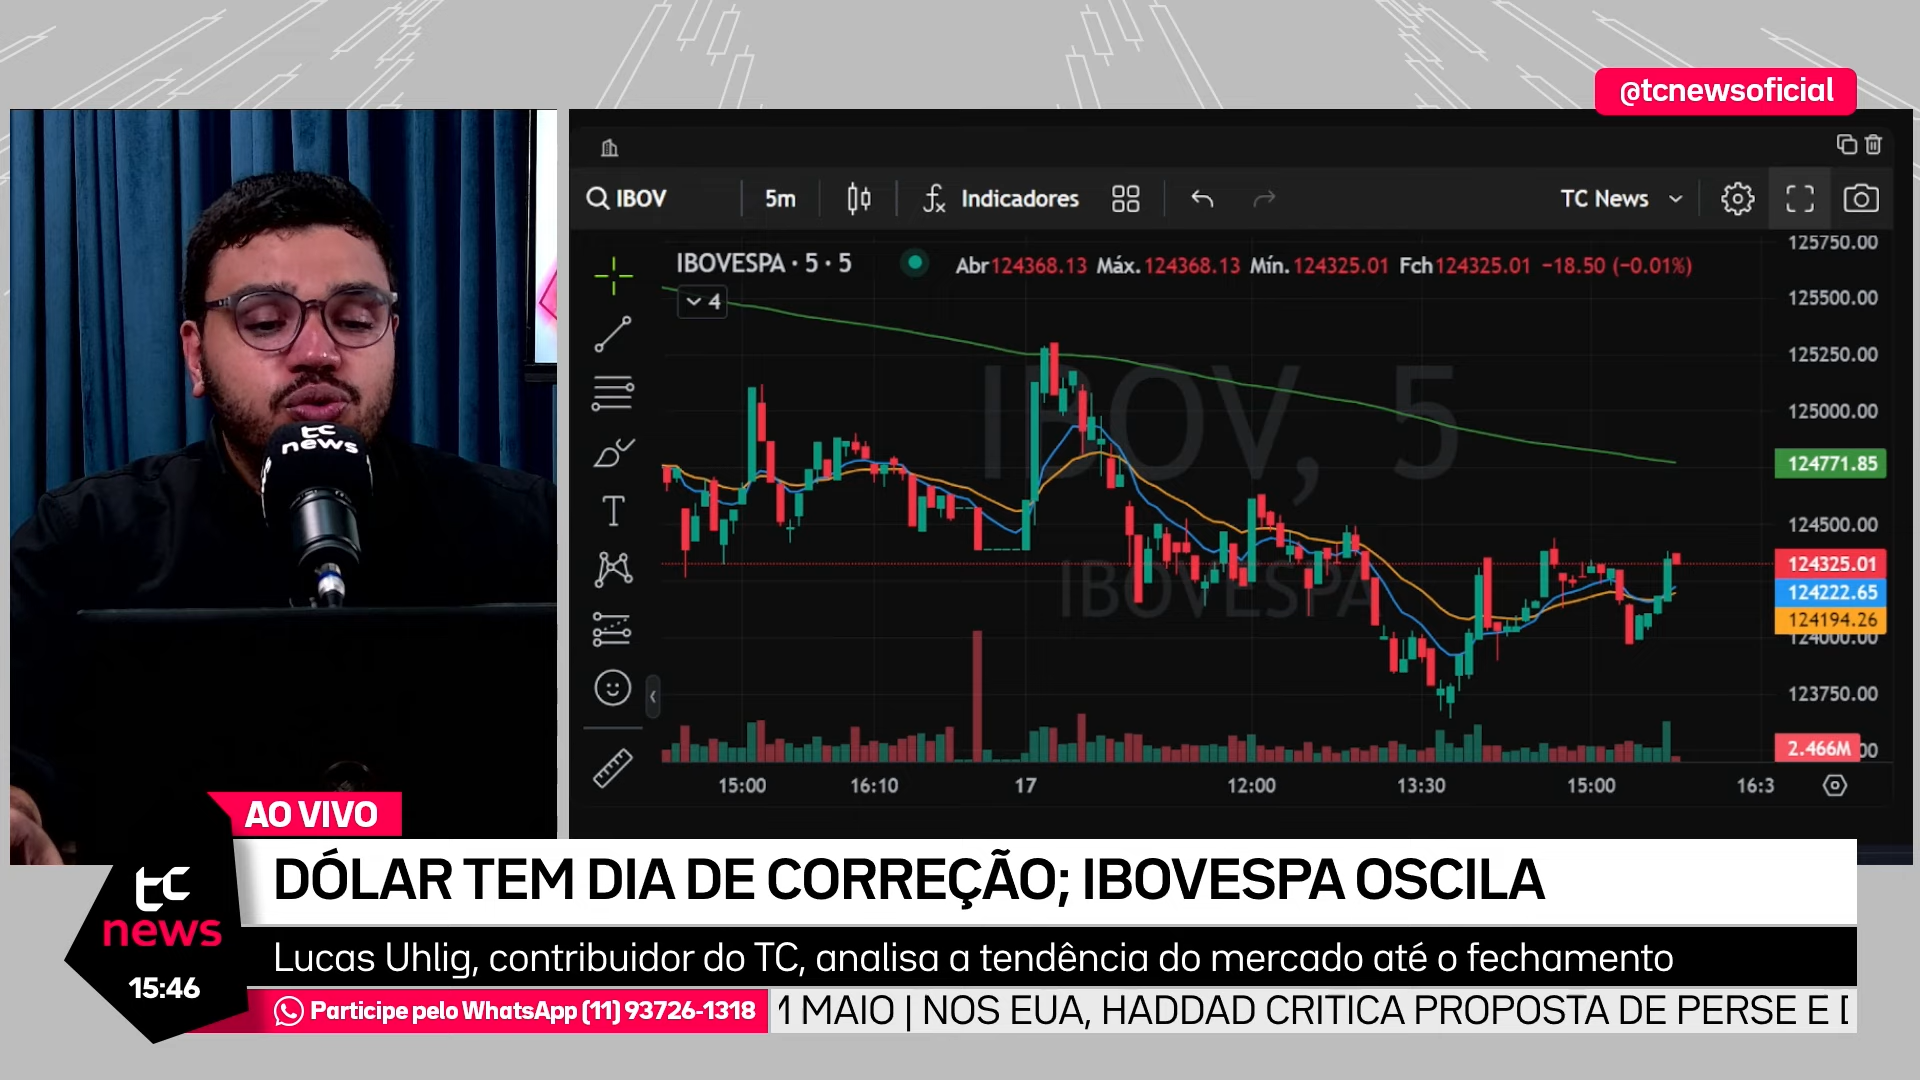 @tcnewsoficial
IBOV
5m
Indicadores
TC News
IBOVESPA · 5 · 5
Abr124368.13 Máx.124368.13 Mín.124325.01 Fch124325.01 −18.50 (−0.01%)
4
IBOV, 5
IBOVESPA
125750.00
125500.00
125250.00
125000.00
124771.85
124500.00
124325.01
124222.65
124194.26
124000.00
123750.00
2.466M
00
15:00
16:10
17
12:00
13:30
15:00
16:3
T
tc
news
AO VIVO
DÓLAR TEM DIA DE CORREÇÃO; IBOVESPA OSCILA
tc
news
15:46
Lucas Uhlig, contribuidor do TC, analisa a tendência do mercado até o fechamento
Participe pelo WhatsApp (11) 93726-1318
MAIO | NOS EUA, HADDAD CRITICA PROPOSTA DE PERSE E